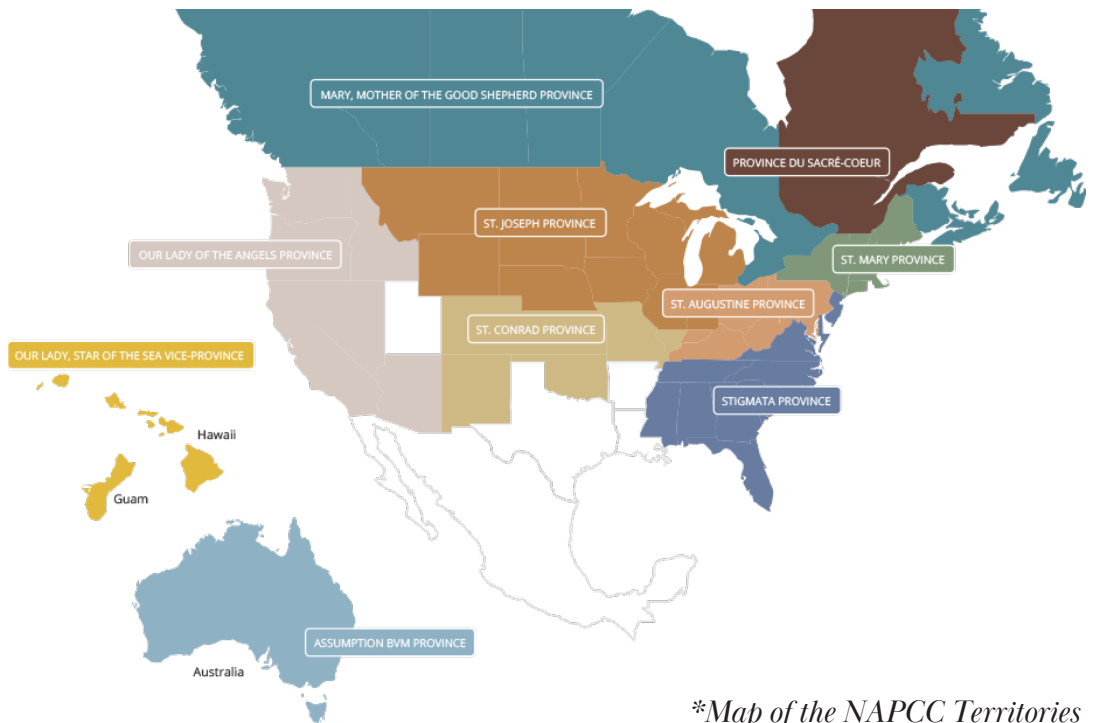 MARY, MOTHER OF THE GOOD SHEPHERD PROVINCE
PROVINCE DU SACRÉ-COEUR
ST. JOSEPH PROVINCE
OUR LADY OF THE ANGELS PROVINCE
ST. MARY PROVINCE
ST. AUGUSTINE PROVINCE
ST. CONRAD PROVINCE
OUR LADY, STAR OF THE SEA VICE-PROVINCE
STIGMATA PROVINCE
Hawaii
Guam
ASSUMPTION BVM PROVINCE
Australia
*Map of the NAPCC Territories